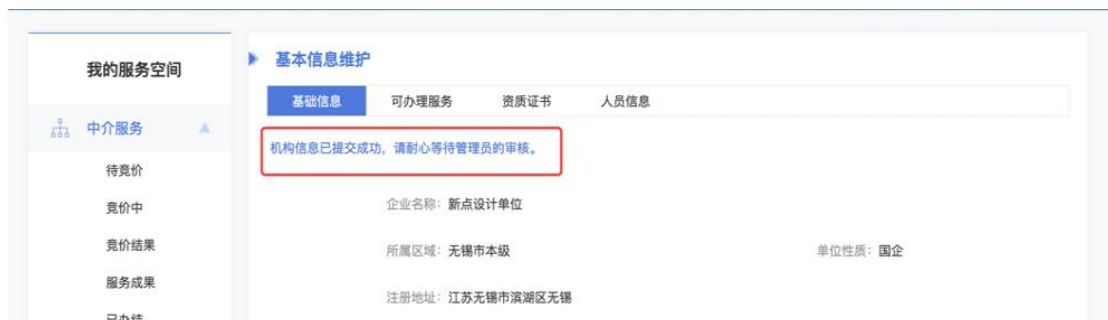 我的服务空间
中介服务
待竞价
竞价中
竞价结果
服务成果
基本信息维护
基础信息 可办理服务 资质证书 人员信息
机构信息已提交成功，请耐心等待管理员的审核。
企业名称：新点设计单位
所属区域：无锡市本级 单位性质：国企
注册地址：江苏无锡市滨湖区无锡